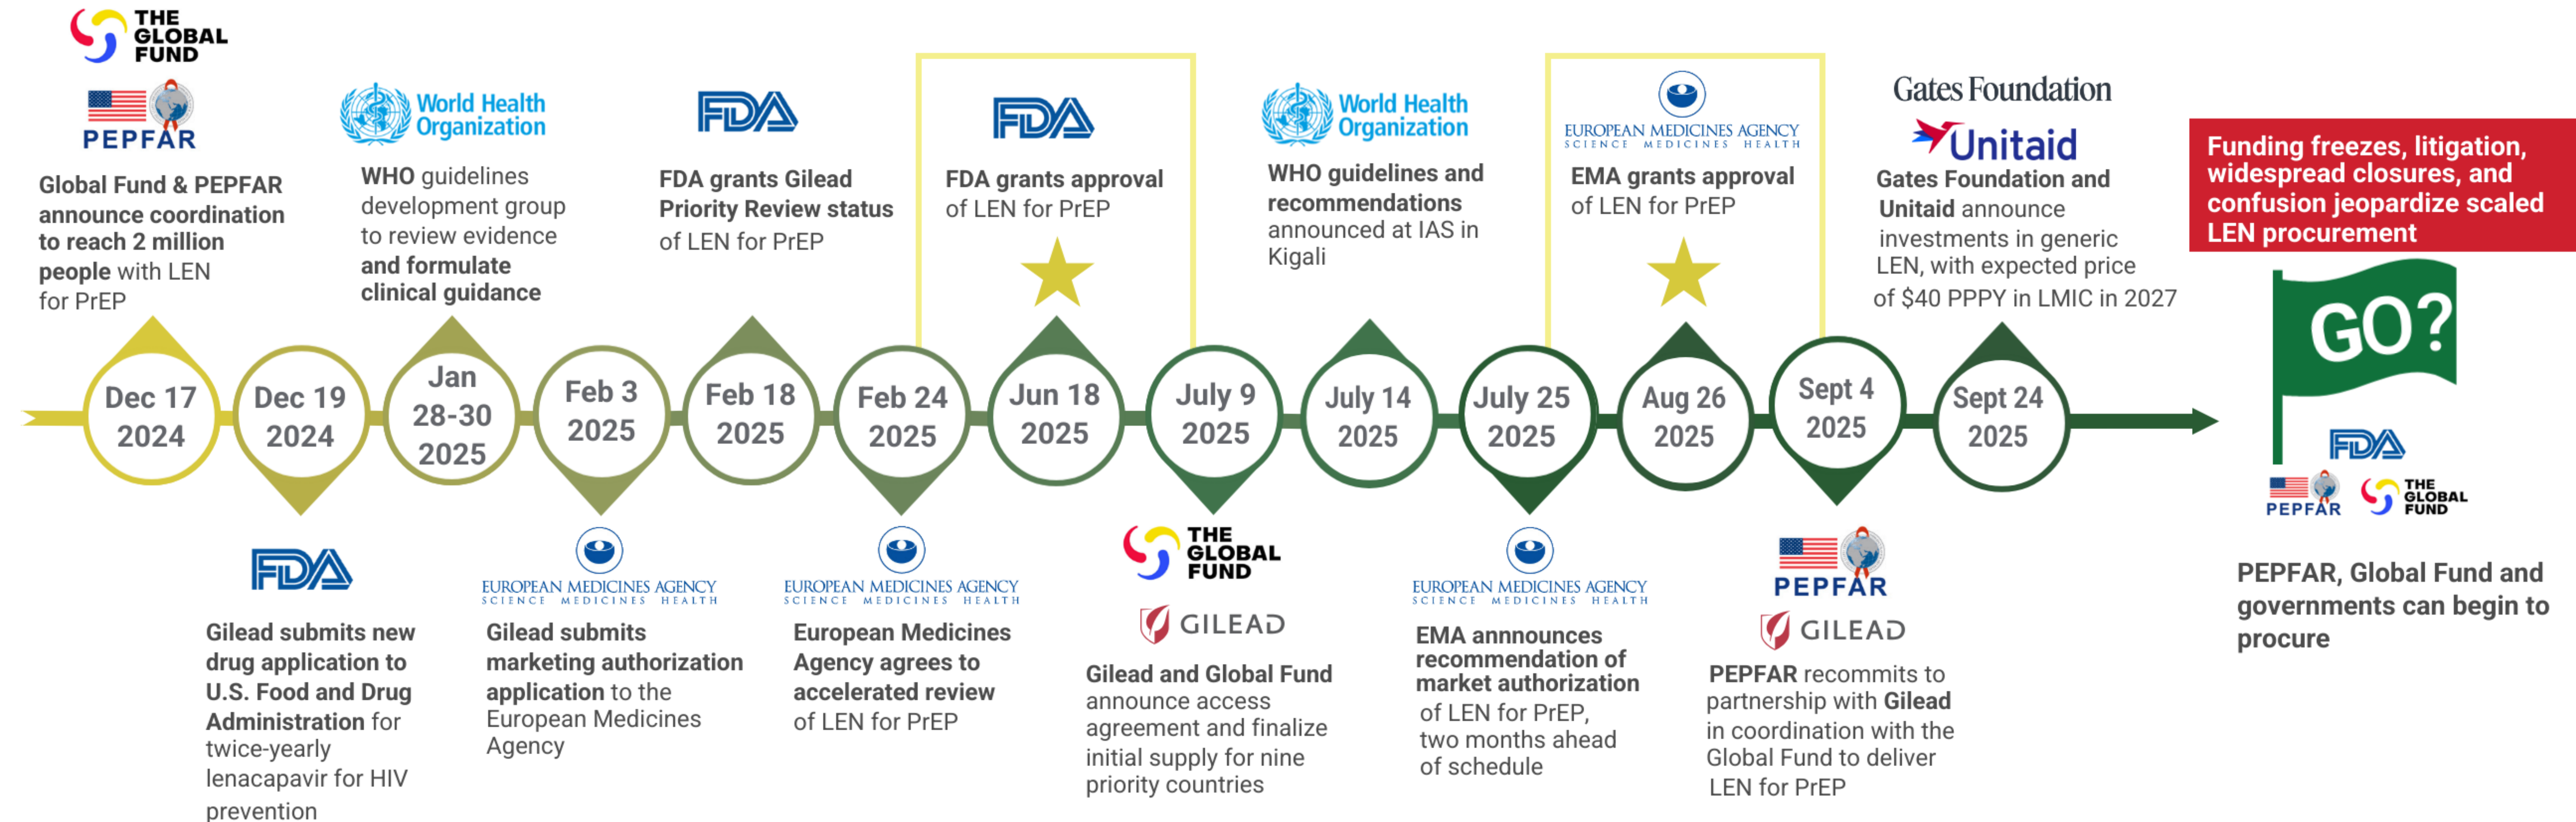 THE
GLOBAL
FUND
PEPFAR
Global Fund & PEPFAR
announce coordination
to reach 2 million
people with LEN
for PrEP
Dec 17
2024
Dec 19
2024
FDA
Gilead submits new
drug application to
U.S. Food and Drug
Administration for
twice-yearly
lenacapavir for HIV
prevention
World Health
Organization
WHO guidelines
development group
to review evidence
and formulate
clinical guidance
Jan
28-30
2025
Feb 3
2025
EUROPEAN MEDICINES AGENCY
SCIENCE MEDICINES HEALTH
Gilead submits
marketing authorization
application to the
European Medicines
Agency
FDA
FDA grants Gilead
Priority Review status
of LEN for PrEP
Feb 18
2025
Feb 24
2025
EUROPEAN MEDICINES AGENCY
SCIENCE MEDICINES HEALTH
European Medicines
Agency agrees to
accelerated review
of LEN for PrEP
FDA
FDA grants approval
of LEN for PrEP
Jun 18
2025
July 9
2025
THE
GLOBAL
FUND
GILEAD
Gilead and Global Fund
announce access
agreement and finalize
initial supply for nine
priority countries
World Health
Organization
WHO guidelines and
recommendations
announced at IAS in
Kigali
July 14
2025
July 25
2025
EUROPEAN MEDICINES AGENCY
SCIENCE MEDICINES HEALTH
EMA annnounces
recommendation of
market authorization
of LEN for PrEP,
two months ahead
of schedule
EUROPEAN MEDICINES AGENCY
SCIENCE MEDICINES HEALTH
EMA grants approval
of LEN for PrEP
Aug 26
2025
Sept 4
2025
PEPFAR
GILEAD
PEPFAR recommits to
partnership with Gilead
in coordination with the
Global Fund to deliver
LEN for PrEP
Gates Foundation
Unitaid
Gates Foundation and
Unitaid announce
investments in generic
LEN, with expected price
of $40 PPPY in LMIC in 2027
Sept 24
2025
Funding freezes, litigation,
widespread closures, and
confusion jeopardize scaled
LEN procurement
GO?
FDA
PEPFAR
THE
GLOBAL
FUND
PEPFAR, Global Fund and
governments can begin to
procure